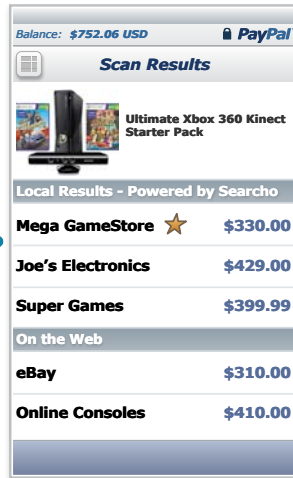 Balance: $752.06 USD PayPal
Scan Results
Ultimate Xbox 360 Kinect
Starter Pack
Local Results - Powered by Searcho
Mega GameStore $330.00
Joe's Electronics $429.00
Super Games $399.99
On the Web
eBay $310.00
Online Consoles $410.00